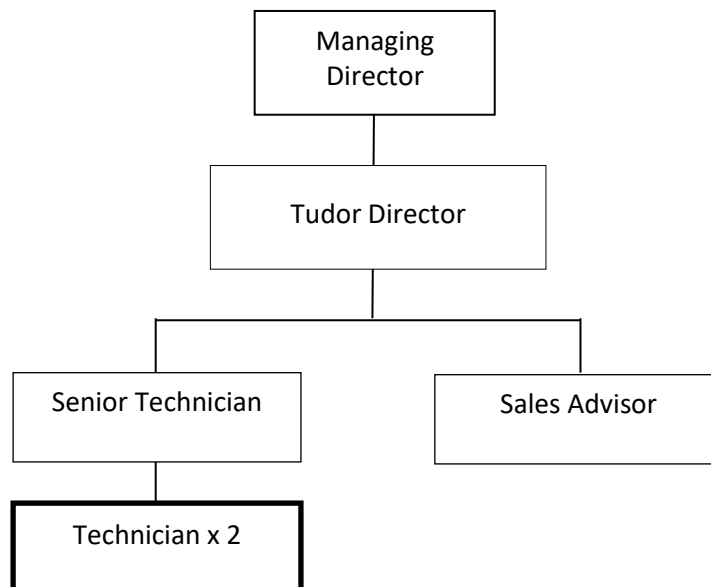 Managing
Director
Tudor Director
Senior Technician
Sales Advisor
Technician x 2